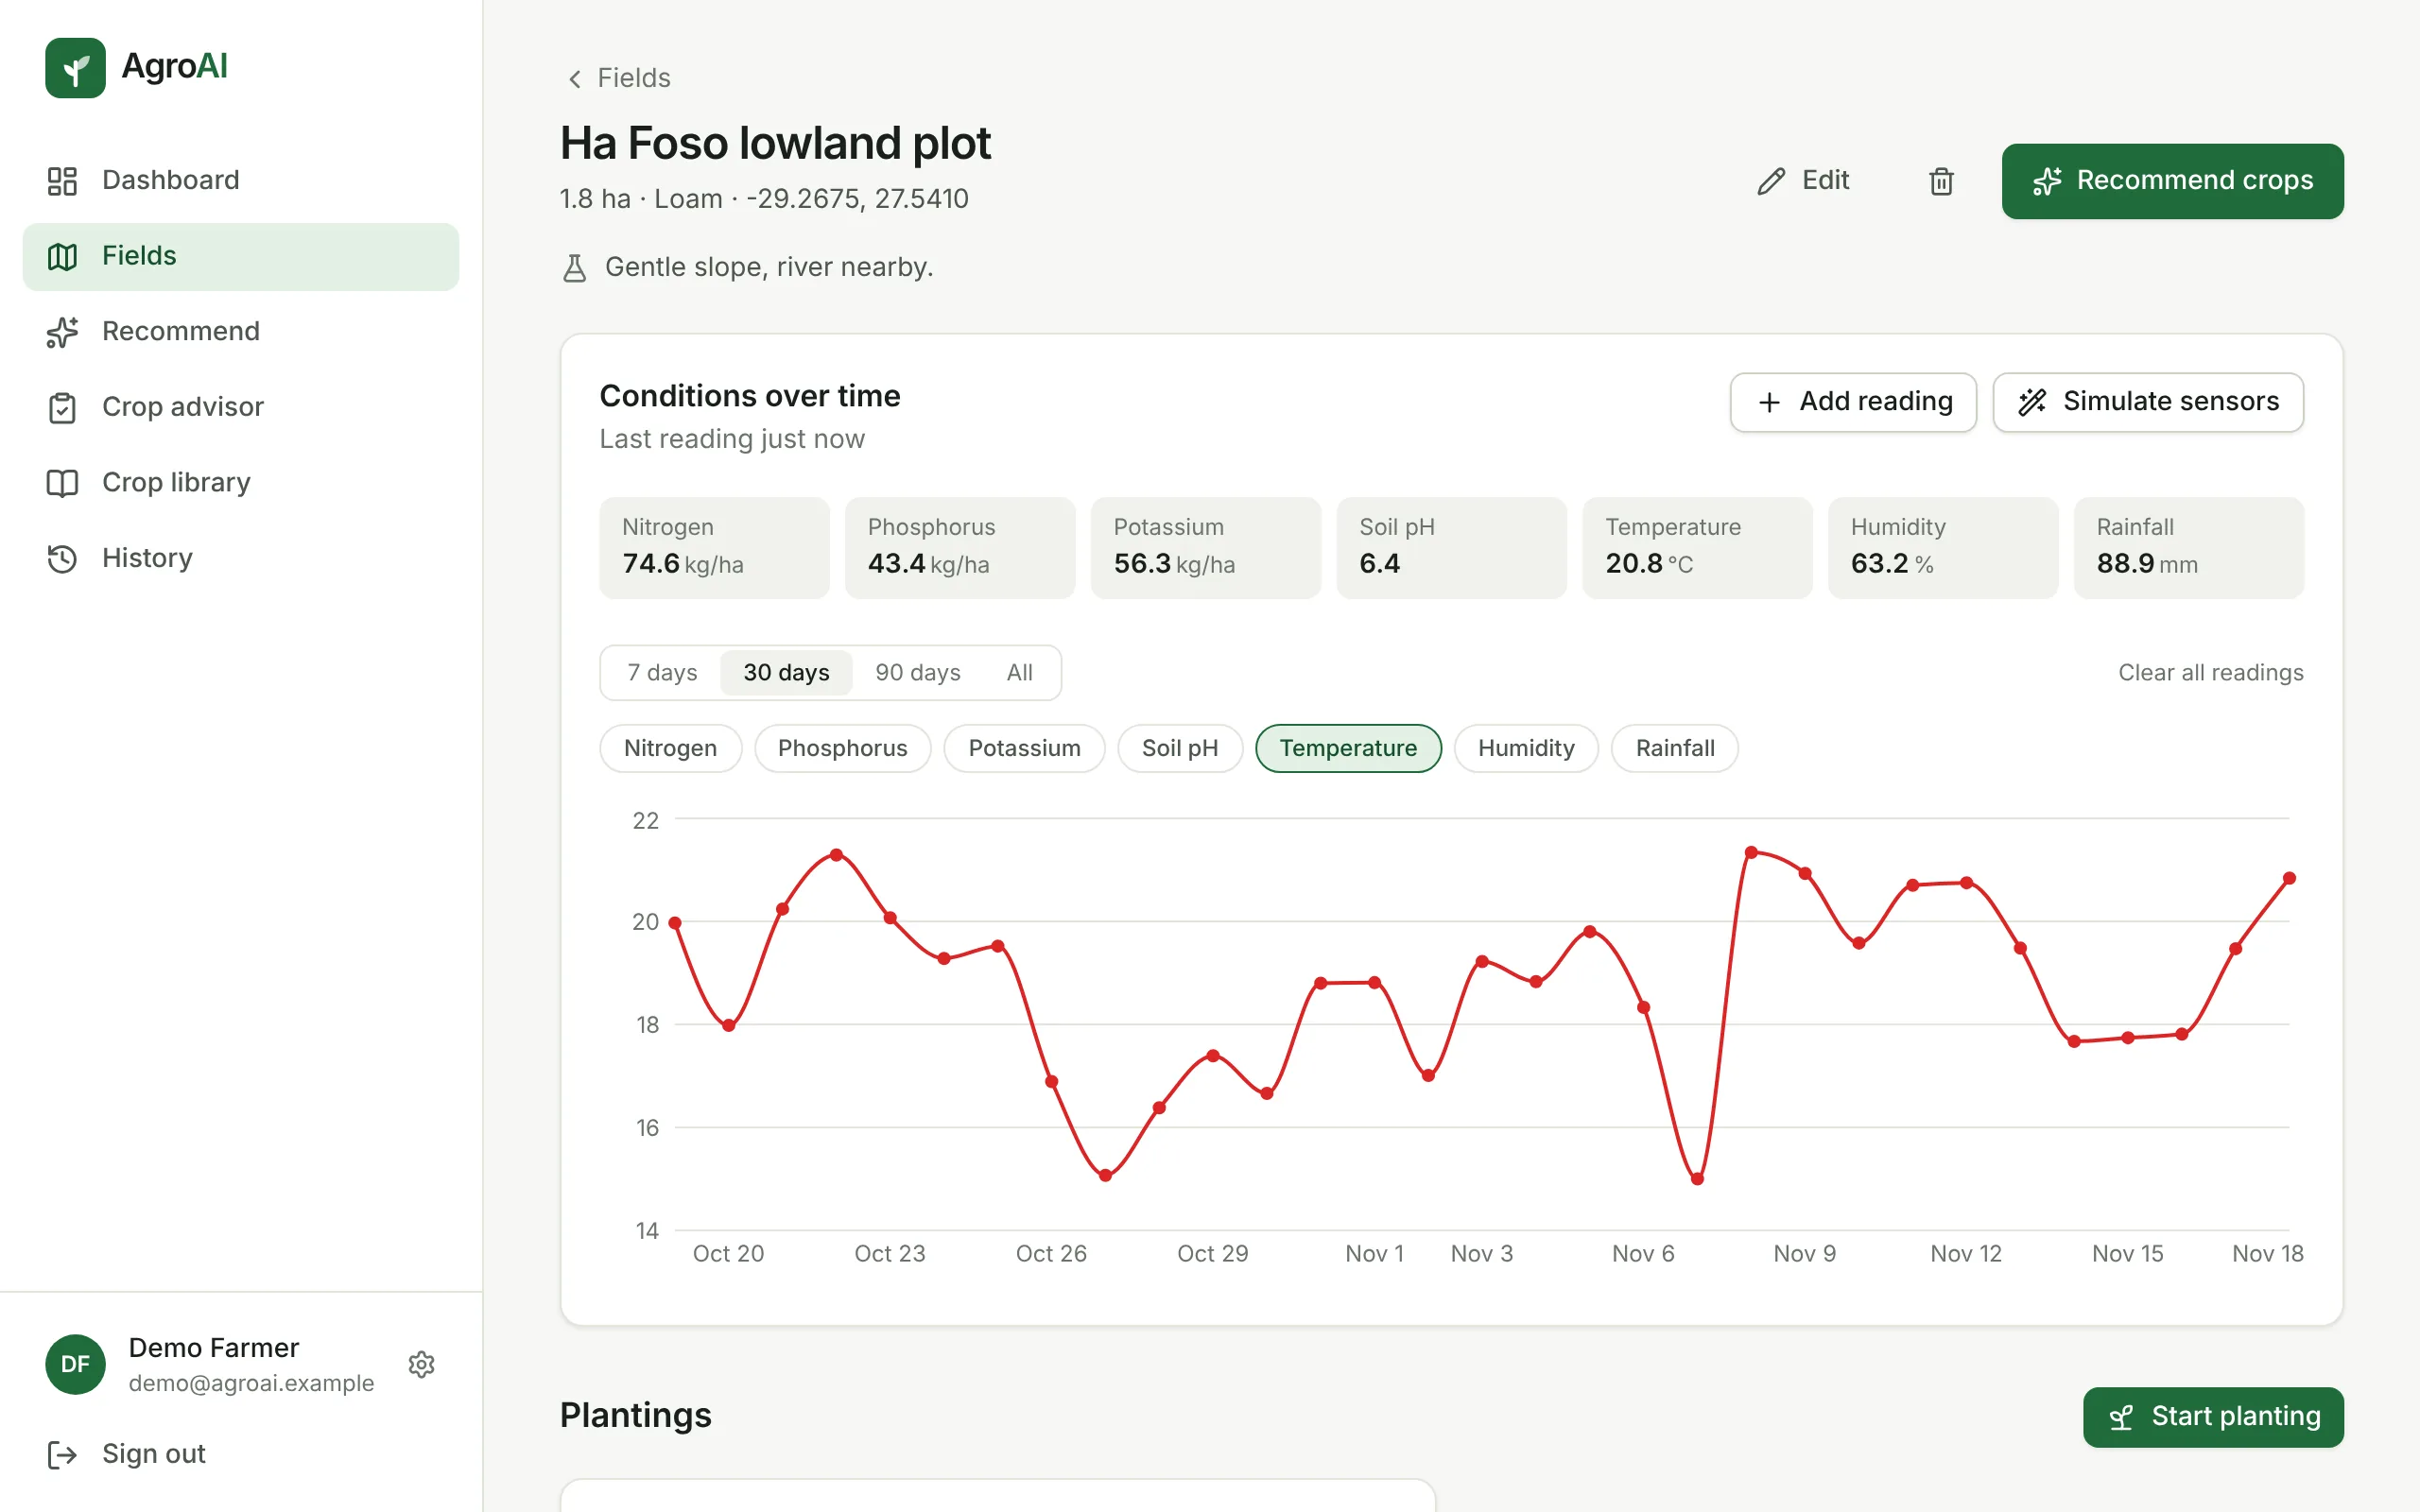 AgroAI
Dashboard
Fields
Recommend
Crop advisor
Crop library
History
DF
Demo Farmer
demo@agroai.example
Sign out
Fields
Ha Foso lowland plot
1.8 ha · Loam · -29.2675, 27.5410
Gentle slope, river nearby.
Edit
Recommend crops
Conditions over time
Last reading just now
Add reading
Simulate sensors
Nitrogen
74.6 kg/ha
Phosphorus
43.4 kg/ha
Potassium
56.3 kg/ha
Soil pH
6.4
Temperature
20.8 °C
Humidity
63.2 %
Rainfall
88.9 mm
7 days 30 days 90 days All
Clear all readings
Nitrogen Phosphorus Potassium Soil pH Temperature Humidity Rainfall
22
20
18
16
14
Oct 20 Oct 23 Oct 26 Oct 29 Nov 1 Nov 3 Nov 6 Nov 9 Nov 12 Nov 15 Nov 18
Plantings
Start planting